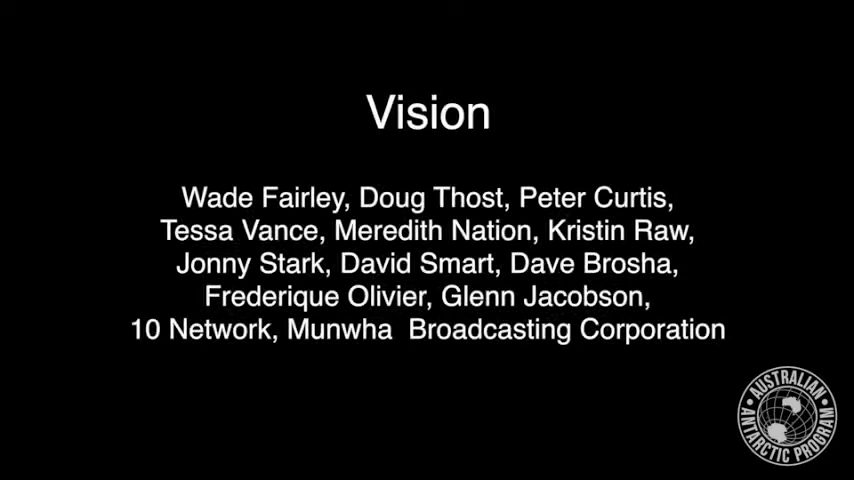 Vision
Wade Fairley, Doug Thost, Peter Curtis,
Tessa Vance, Meredith Nation, Kristin Raw,
Jonny Stark, David Smart, Dave Brosha,
Frederique Olivier, Glenn Jacobson,
10 Network, Munwha  Broadcasting Corporation
AUSTRALIAN
ANTARCTIC PROGRAM